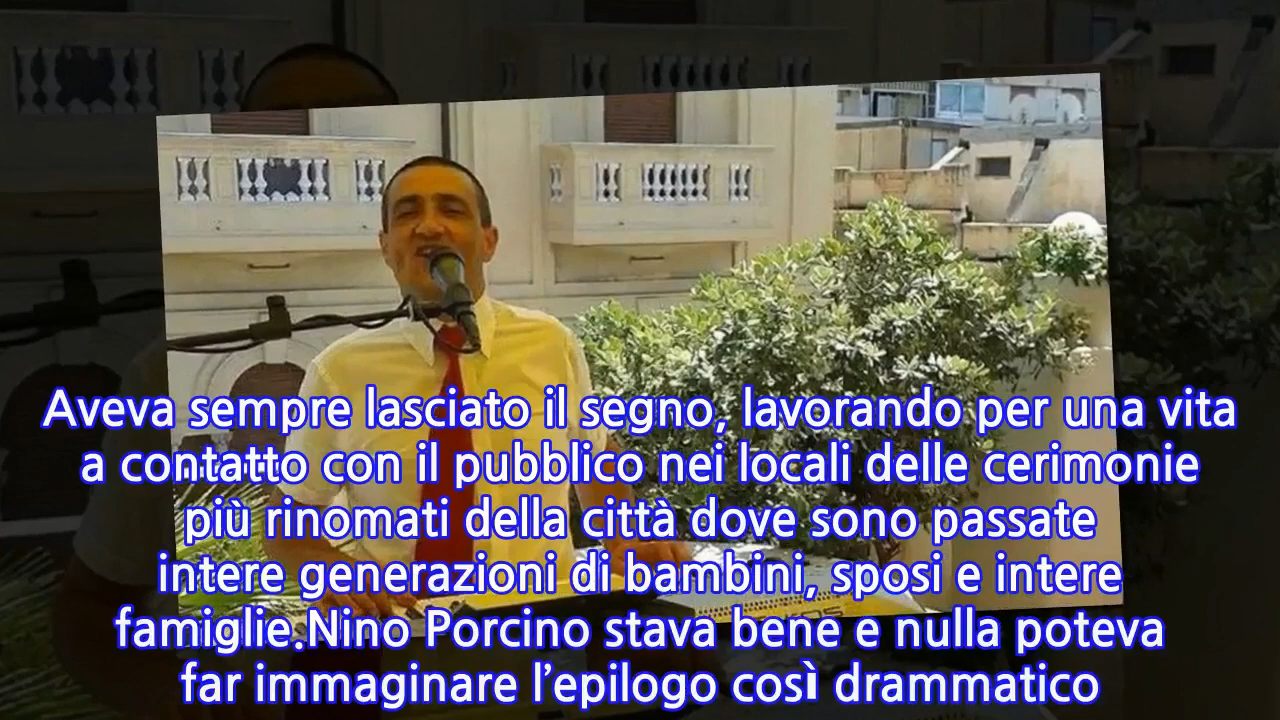 Aveva sempre lasciato il segno, lavorando per una vita
a contatto con il pubblico nei locali delle cerimonie
più rinomati della città dove sono passate
intere generazioni di bambini, sposi e intere
famiglie.Nino Porcino stava bene e nulla poteva
far immaginare l’epilogo così drammatico